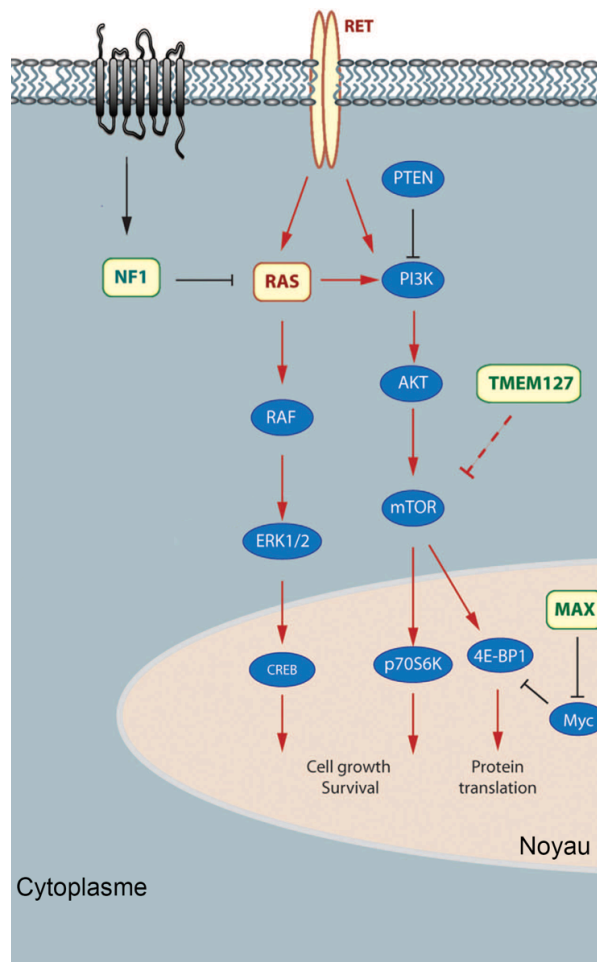 RET
PTEN
NF1
RAS
PI3K
AKT
TMEM127
RAF
mTOR
ERK1/2
MAX
CREB
p70S6K
4E-BP1
Myc
Cell growth
Survival
Protein
translation
Noyau
Cytoplasme